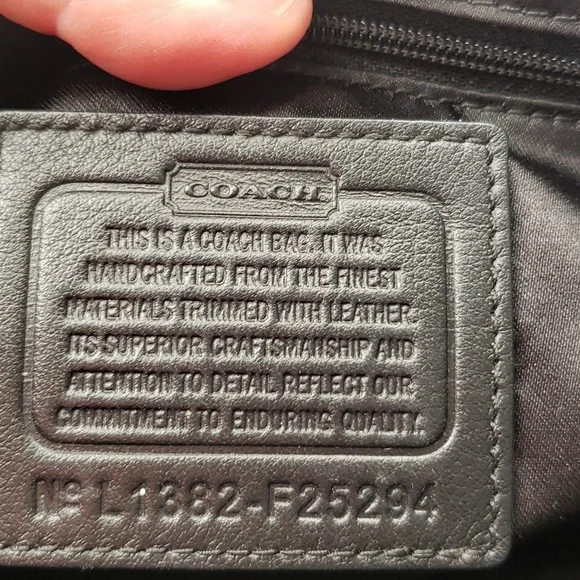 COACH
THIS IS A COACH BAG. IT WAS
HANDCRAFTED FROM THE FINEST
MATERIALS TRIMMED WITH LEATHER.
ITS SUPERIOR CRAFTSMANSHIP AND
ATTENTION TO DETAIL REFLECT OUR
COMMITMENT TO ENDURING QUALITY.
Nº L1382-F25294